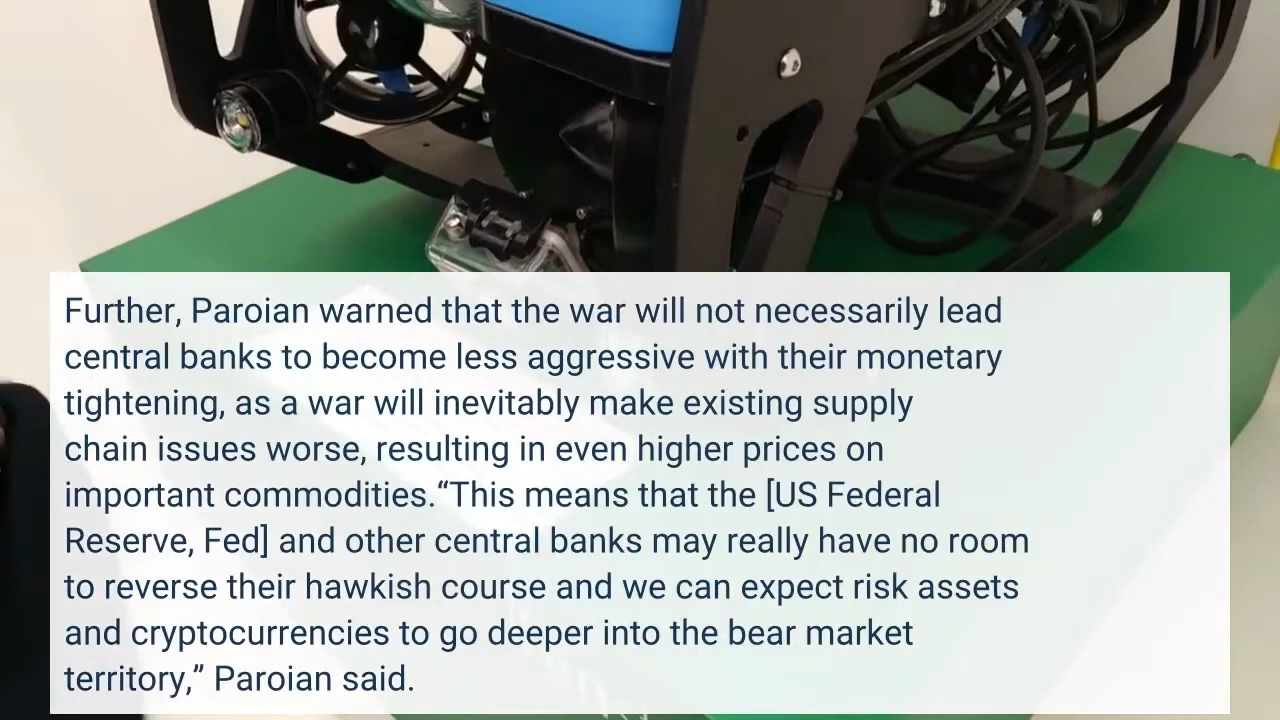 Further, Paroian warned that the war will not necessarily lead
central banks to become less aggressive with their monetary
tightening, as a war will inevitably make existing supply
chain issues worse, resulting in even higher prices on
important commodities.“This means that the [US Federal
Reserve, Fed] and other central banks may really have no room
to reverse their hawkish course and we can expect risk assets
and cryptocurrencies to go deeper into the bear market
territory,” Paroian said.